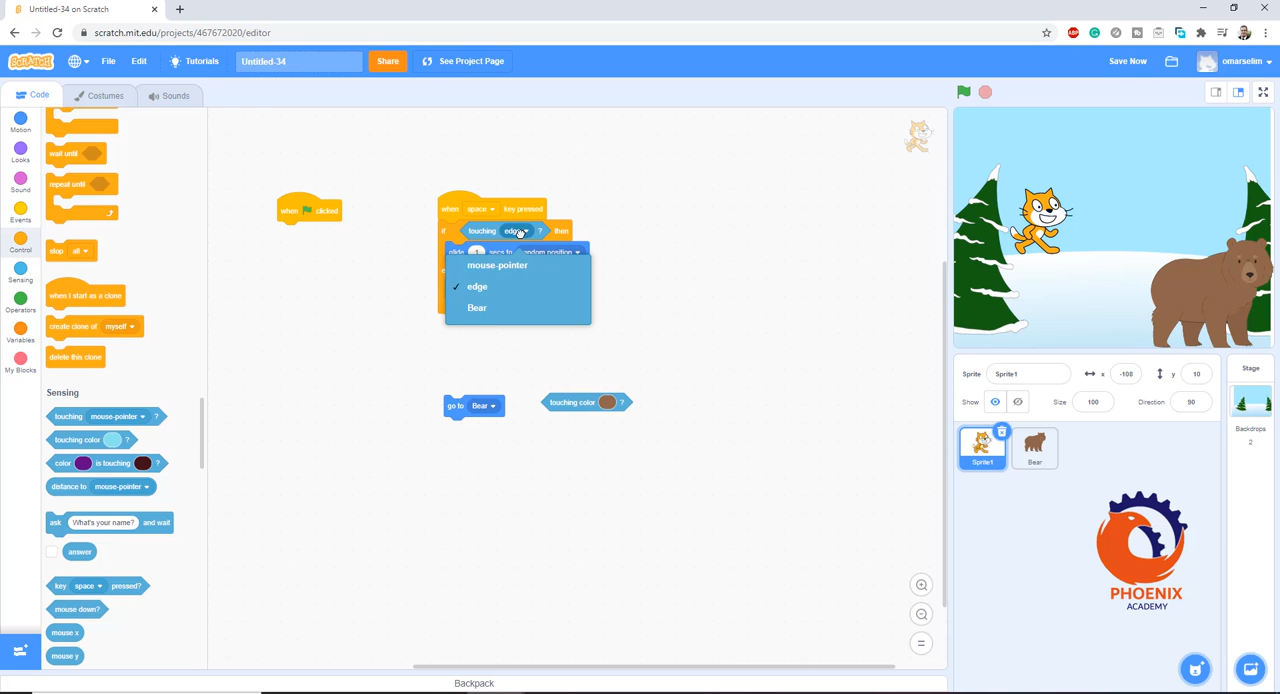 Untitled-34 on Scratch
scratch.mit.edu/projects/467672020/editor
ABP
SCRATCH
File
Edit
Tutorials
Untitled-34
Share
See Project Page
Save Now
omarselim
Code
Costumes
Sounds
Motion
Looks
Sound
Events
Control
Sensing
Operators
Variables
My Blocks
wait until
repeat until
stop all
when I start as a clone
create clone of myself
delete this clone
Sensing
touching mouse-pointer ?
touching color ?
color is touching ?
distance to mouse-pointer
ask What's your name? and wait
answer
key space pressed?
mouse down?
mouse x
mouse y
when clicked
when space key pressed
if touching edge ? then
glide 1 secs to random position
mouse-pointer
✓ edge
Bear
go to Bear
touching color ?
Backpack
Sprite Sprite1 x -108 y 10
Show Size 100 Direction 90
Sprite1
Bear
Stage
Backdrops
2
PHOENIX
ACADEMY